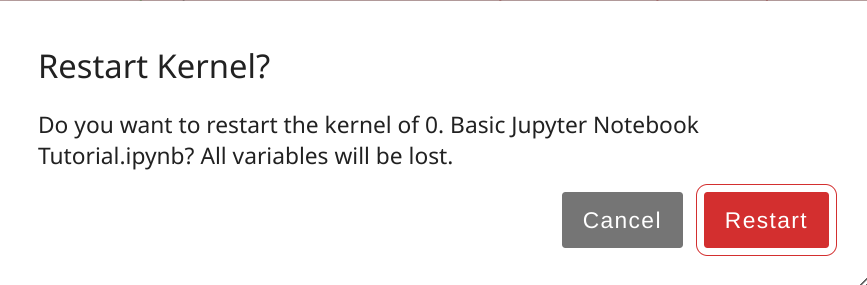 Restart Kernel?
Do you want to restart the kernel of 0. Basic Jupyter Notebook
Tutorial.ipynb? All variables will be lost.
Cancel Restart